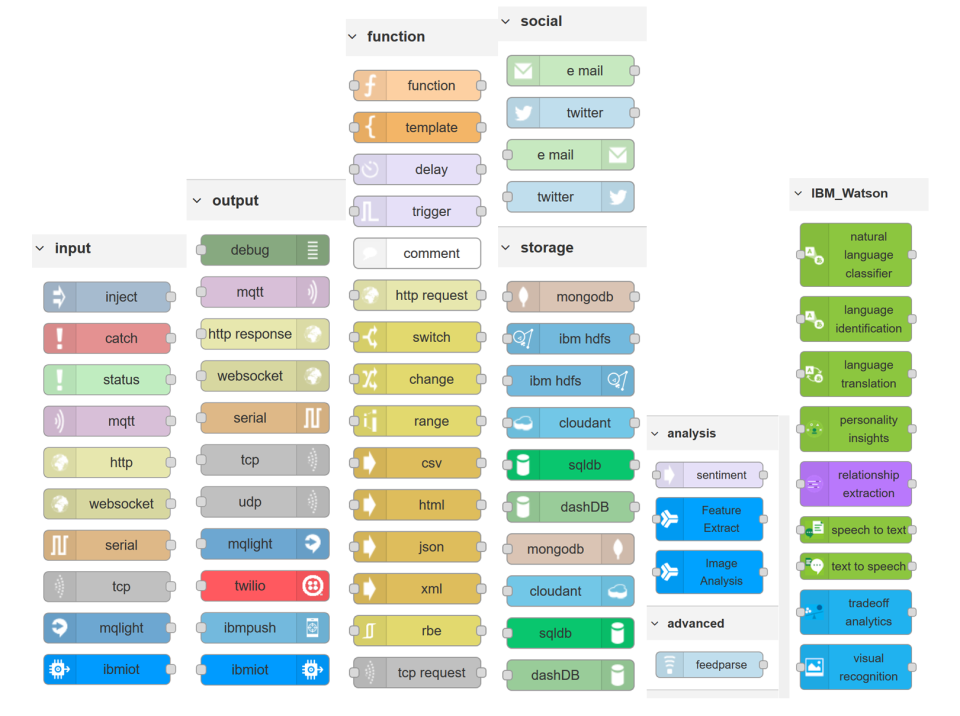 input
inject
catch
status
mqtt
http
websocket
serial
tcp
mqlight
ibmiot
output
debug
mqtt
http response
websocket
serial
tcp
udp
mqlight
twilio
ibmpush
ibmiot
function
function
template
delay
trigger
comment
http request
switch
change
range
csv
html
json
xml
rbe
tcp request
social
e mail
twitter
e mail
twitter
storage
mongodb
ibm hdfs
ibm hdfs
cloudant
sqldb
dashDB
mongodb
cloudant
sqldb
dashDB
analysis
sentiment
Feature
Extract
Image
Analysis
advanced
feedparse
IBM_Watson
natural
language
classifier
language
identification
language
translation
personality
insights
relationship
extraction
speech to text
text to speech
tradeoff
analytics
visual
recognition